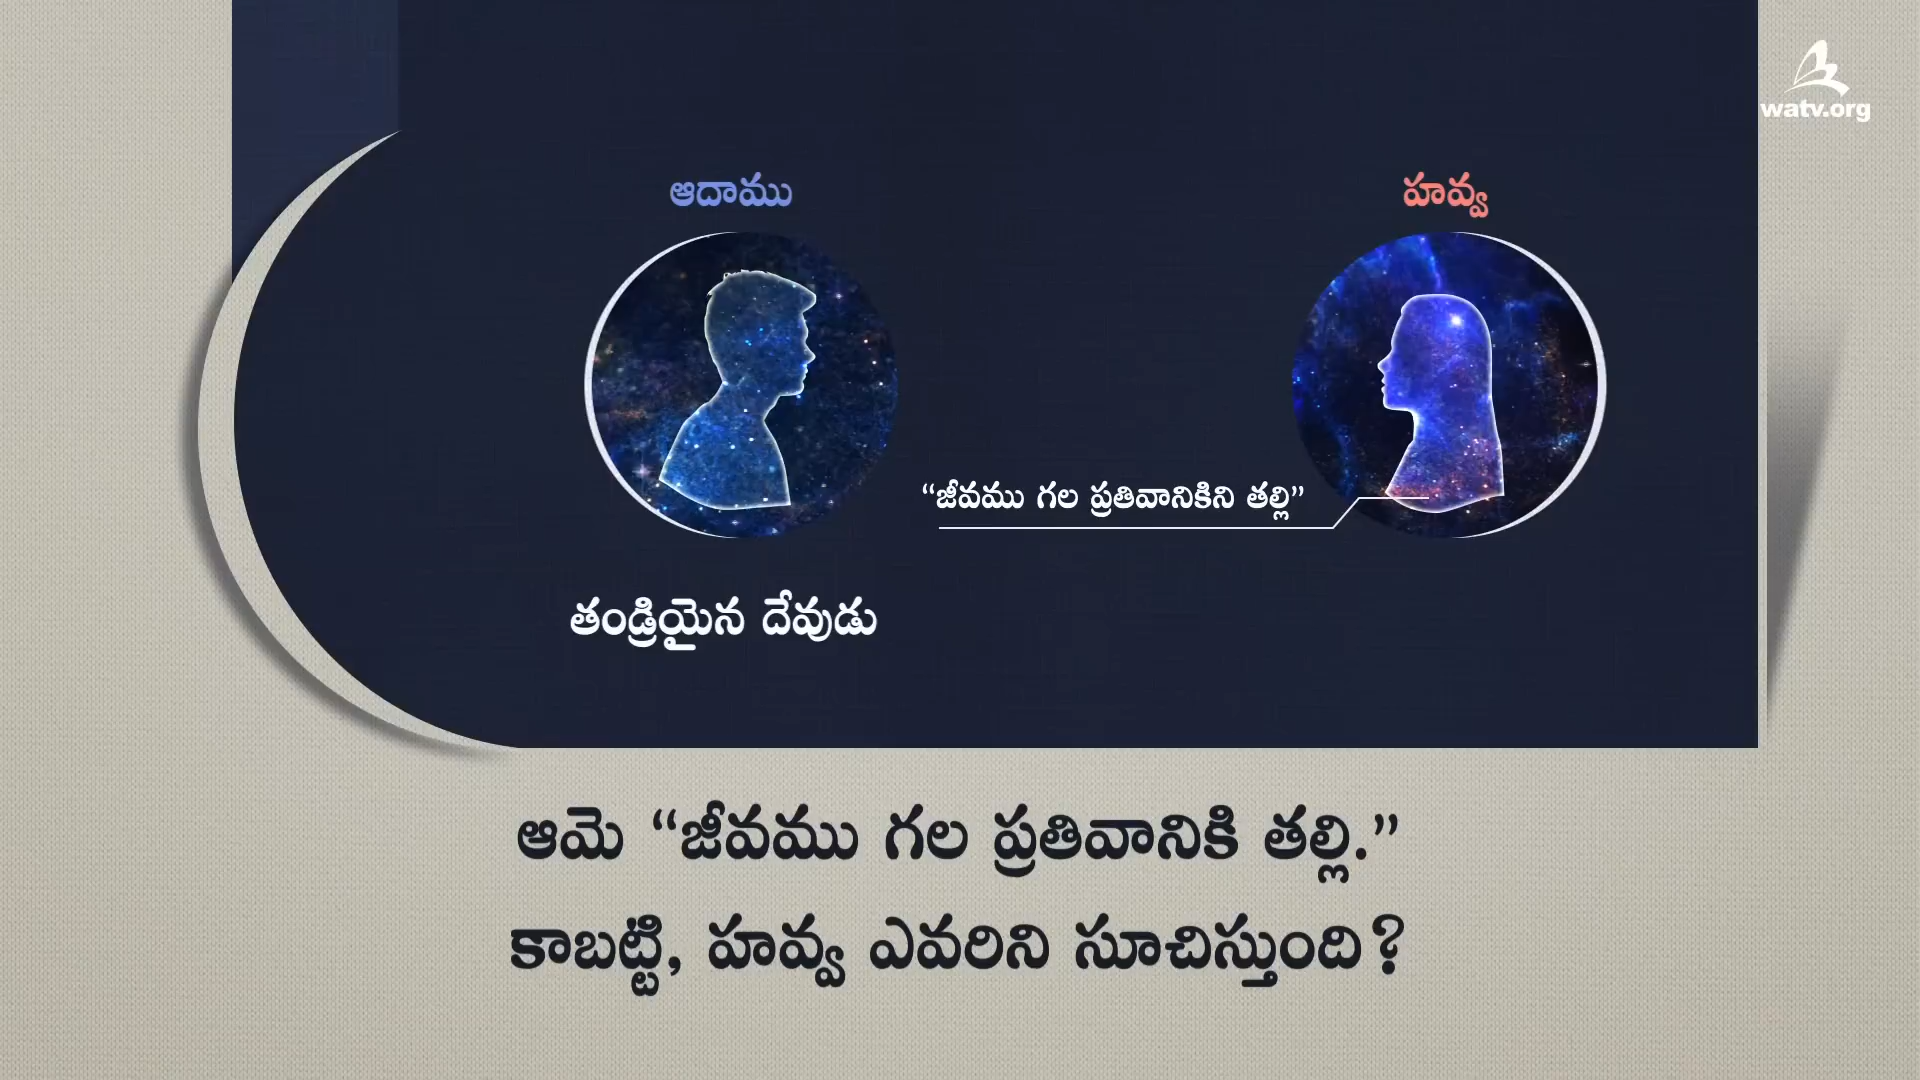 watv.org
ఆదాము
హవ్వ
“జీవము గల ప్రతివానికిని తల్లి”
తండ్రియైన దేవుడు
ఆమె “జీవము గల ప్రతివానికి తల్లి.”
కాబట్టి, హవ్వ ఎవరిని సూచిస్తుంది?